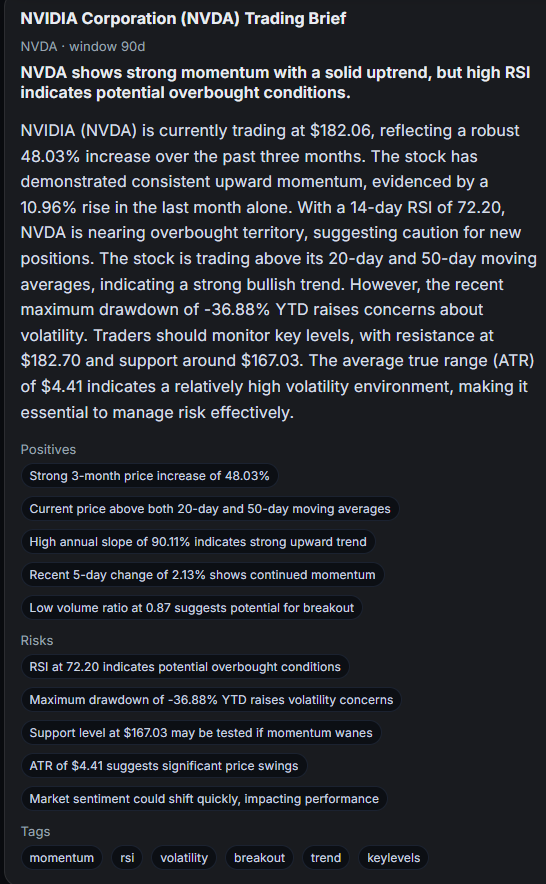 NVIDIA Corporation (NVDA) Trading Brief
NVDA · window 90d
NVDA shows strong momentum with a solid uptrend, but high RSI
indicates potential overbought conditions.
NVIDIA (NVDA) is currently trading at $182.06, reflecting a robust
48.03% increase over the past three months. The stock has
demonstrated consistent upward momentum, evidenced by a
10.96% rise in the last month alone. With a 14-day RSI of 72.20,
NVDA is nearing overbought territory, suggesting caution for new
positions. The stock is trading above its 20-day and 50-day moving
averages, indicating a strong bullish trend. However, the recent
maximum drawdown of -36.88% YTD raises concerns about
volatility. Traders should monitor key levels, with resistance at
$182.70 and support around $167.03. The average true range (ATR)
of $4.41 indicates a relatively high volatility environment, making it
essential to manage risk effectively.
Positives
Strong 3-month price increase of 48.03%
Current price above both 20-day and 50-day moving averages
High annual slope of 90.11% indicates strong upward trend
Recent 5-day change of 2.13% shows continued momentum
Low volume ratio at 0.87 suggests potential for breakout
Risks
RSI at 72.20 indicates potential overbought conditions
Maximum drawdown of -36.88% YTD raises volatility concerns
Support level at $167.03 may be tested if momentum wanes
ATR of $4.41 suggests significant price swings
Market sentiment could shift quickly, impacting performance
Tags
momentum rsi volatility breakout trend keylevels